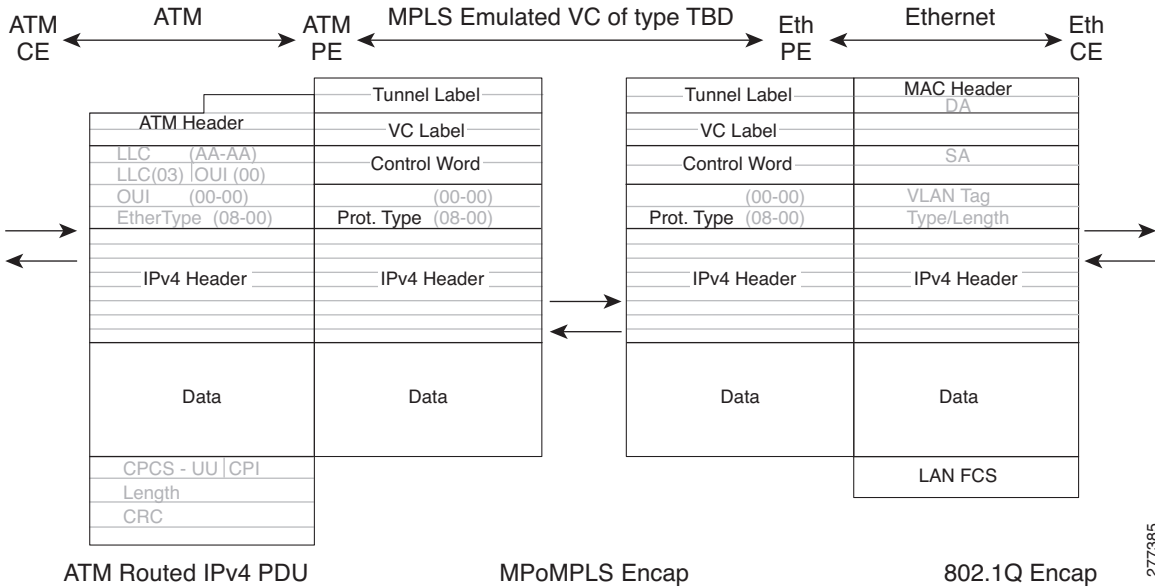 ATM CE
ATM
ATM PE
MPLS Emulated VC of type TBD
Eth PE
Ethernet
Eth CE
ATM Header
LLC (AA-AA)
LLC(03) OUI (00)
OUI (00-00)
EtherType (08-00)
IPv4 Header
Data
CPCS - UU CPI
Length
CRC
Tunnel Label
VC Label
Control Word
(00-00)
Prot. Type (08-00)
IPv4 Header
Data
Tunnel Label
VC Label
Control Word
(00-00)
Prot. Type (08-00)
IPv4 Header
Data
MAC Header
DA
SA
VLAN Tag
Type/Length
IPv4 Header
Data
LAN FCS
ATM Routed IPv4 PDU
MPoMPLS Encap
802.1Q Encap
277385